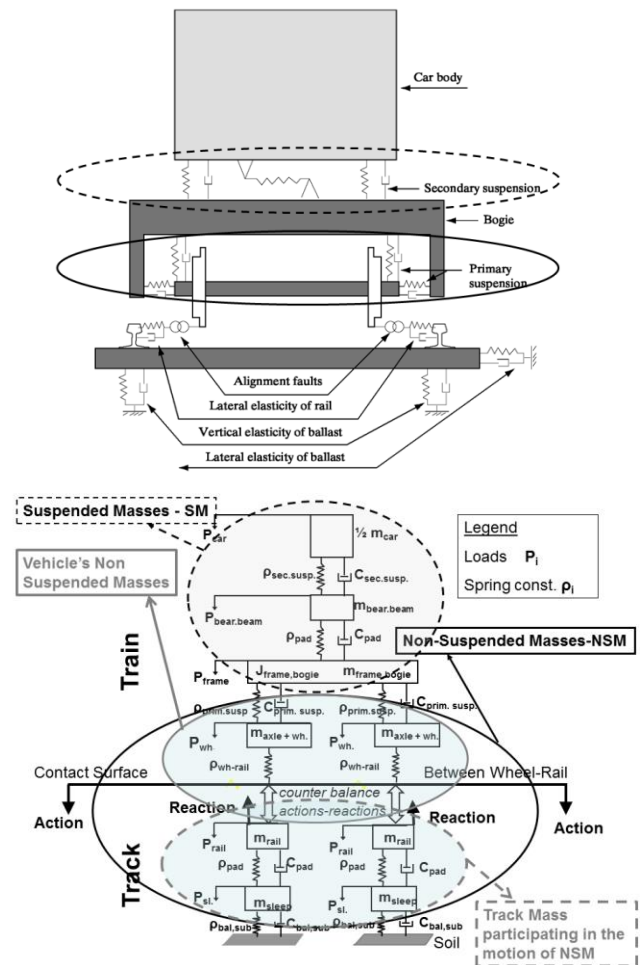 Car body
Secondary suspension
Bogie
Primary
suspension
Alignment faults
Lateral elasticity of rail
Vertical elasticity of ballast
Lateral elasticity of ballast
Suspended Masses - SM
Vehicle's Non
Suspended Masses
Legend
Loads Pi
Spring const. ρi
Pcar
½ mcar
ρsec.susp.
Csec.susp.
Pbear.beam
mbear.beam
ρpad
Cpad
Non-Suspended Masses-NSM
Train
Pframe
Jframe,bogie
mframe,bogie
ρprim.susp
Cprim.susp.
ρprim.susp.
Cprim.susp.
Pwh.
maxle + wh.
Pwh.
maxle + wh.
ρwh-rail
ρwh-rail
Contact Surface
Between Wheel-Rail
counter balance
actions-reactions
Reaction
Reaction
Action
Action
Track
Prail
mrail
Prail
mrail
ρpad
Cpad
ρpad
Cpad
Psl.
msleep
Psl.
msleep
ρbal,sub
Cbal,sub
ρbal,sub
Cbal,sub
Soil
Track Mass
participating in the
motion of NSM